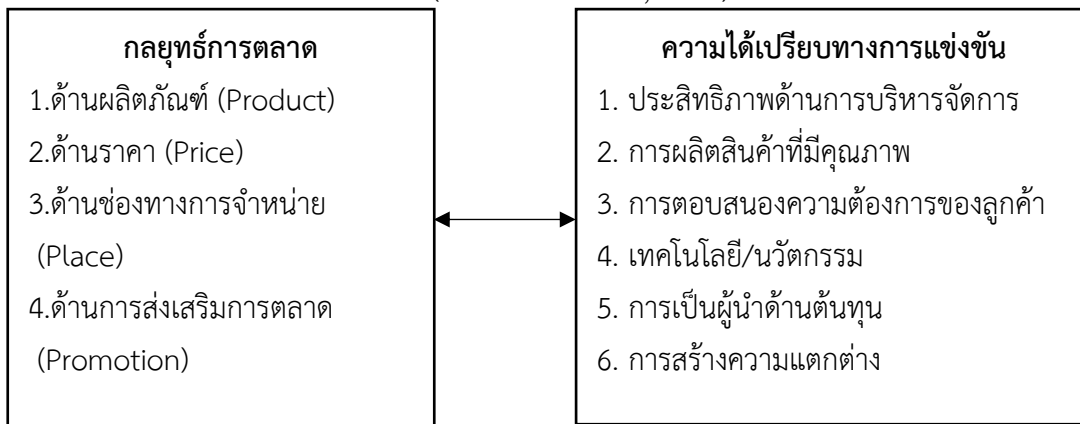 กลยุทธ์การตลาด
1.ด้านผลิตภัณฑ์ (Product)
2.ด้านราคา (Price)
3.ด้านช่องทางการจำหน่าย
(Place)
4.ด้านการส่งเสริมการตลาด
(Promotion)
ความได้เปรียบทางการแข่งขัน
1. ประสิทธิภาพด้านการบริหารจัดการ
2. การผลิตสินค้าที่มีคุณภาพ
3. การตอบสนองความต้องการของลูกค้า
4. เทคโนโลยี/นวัตกรรม
5. การเป็นผู้นำด้านต้นทุน
6. การสร้างความแตกต่าง